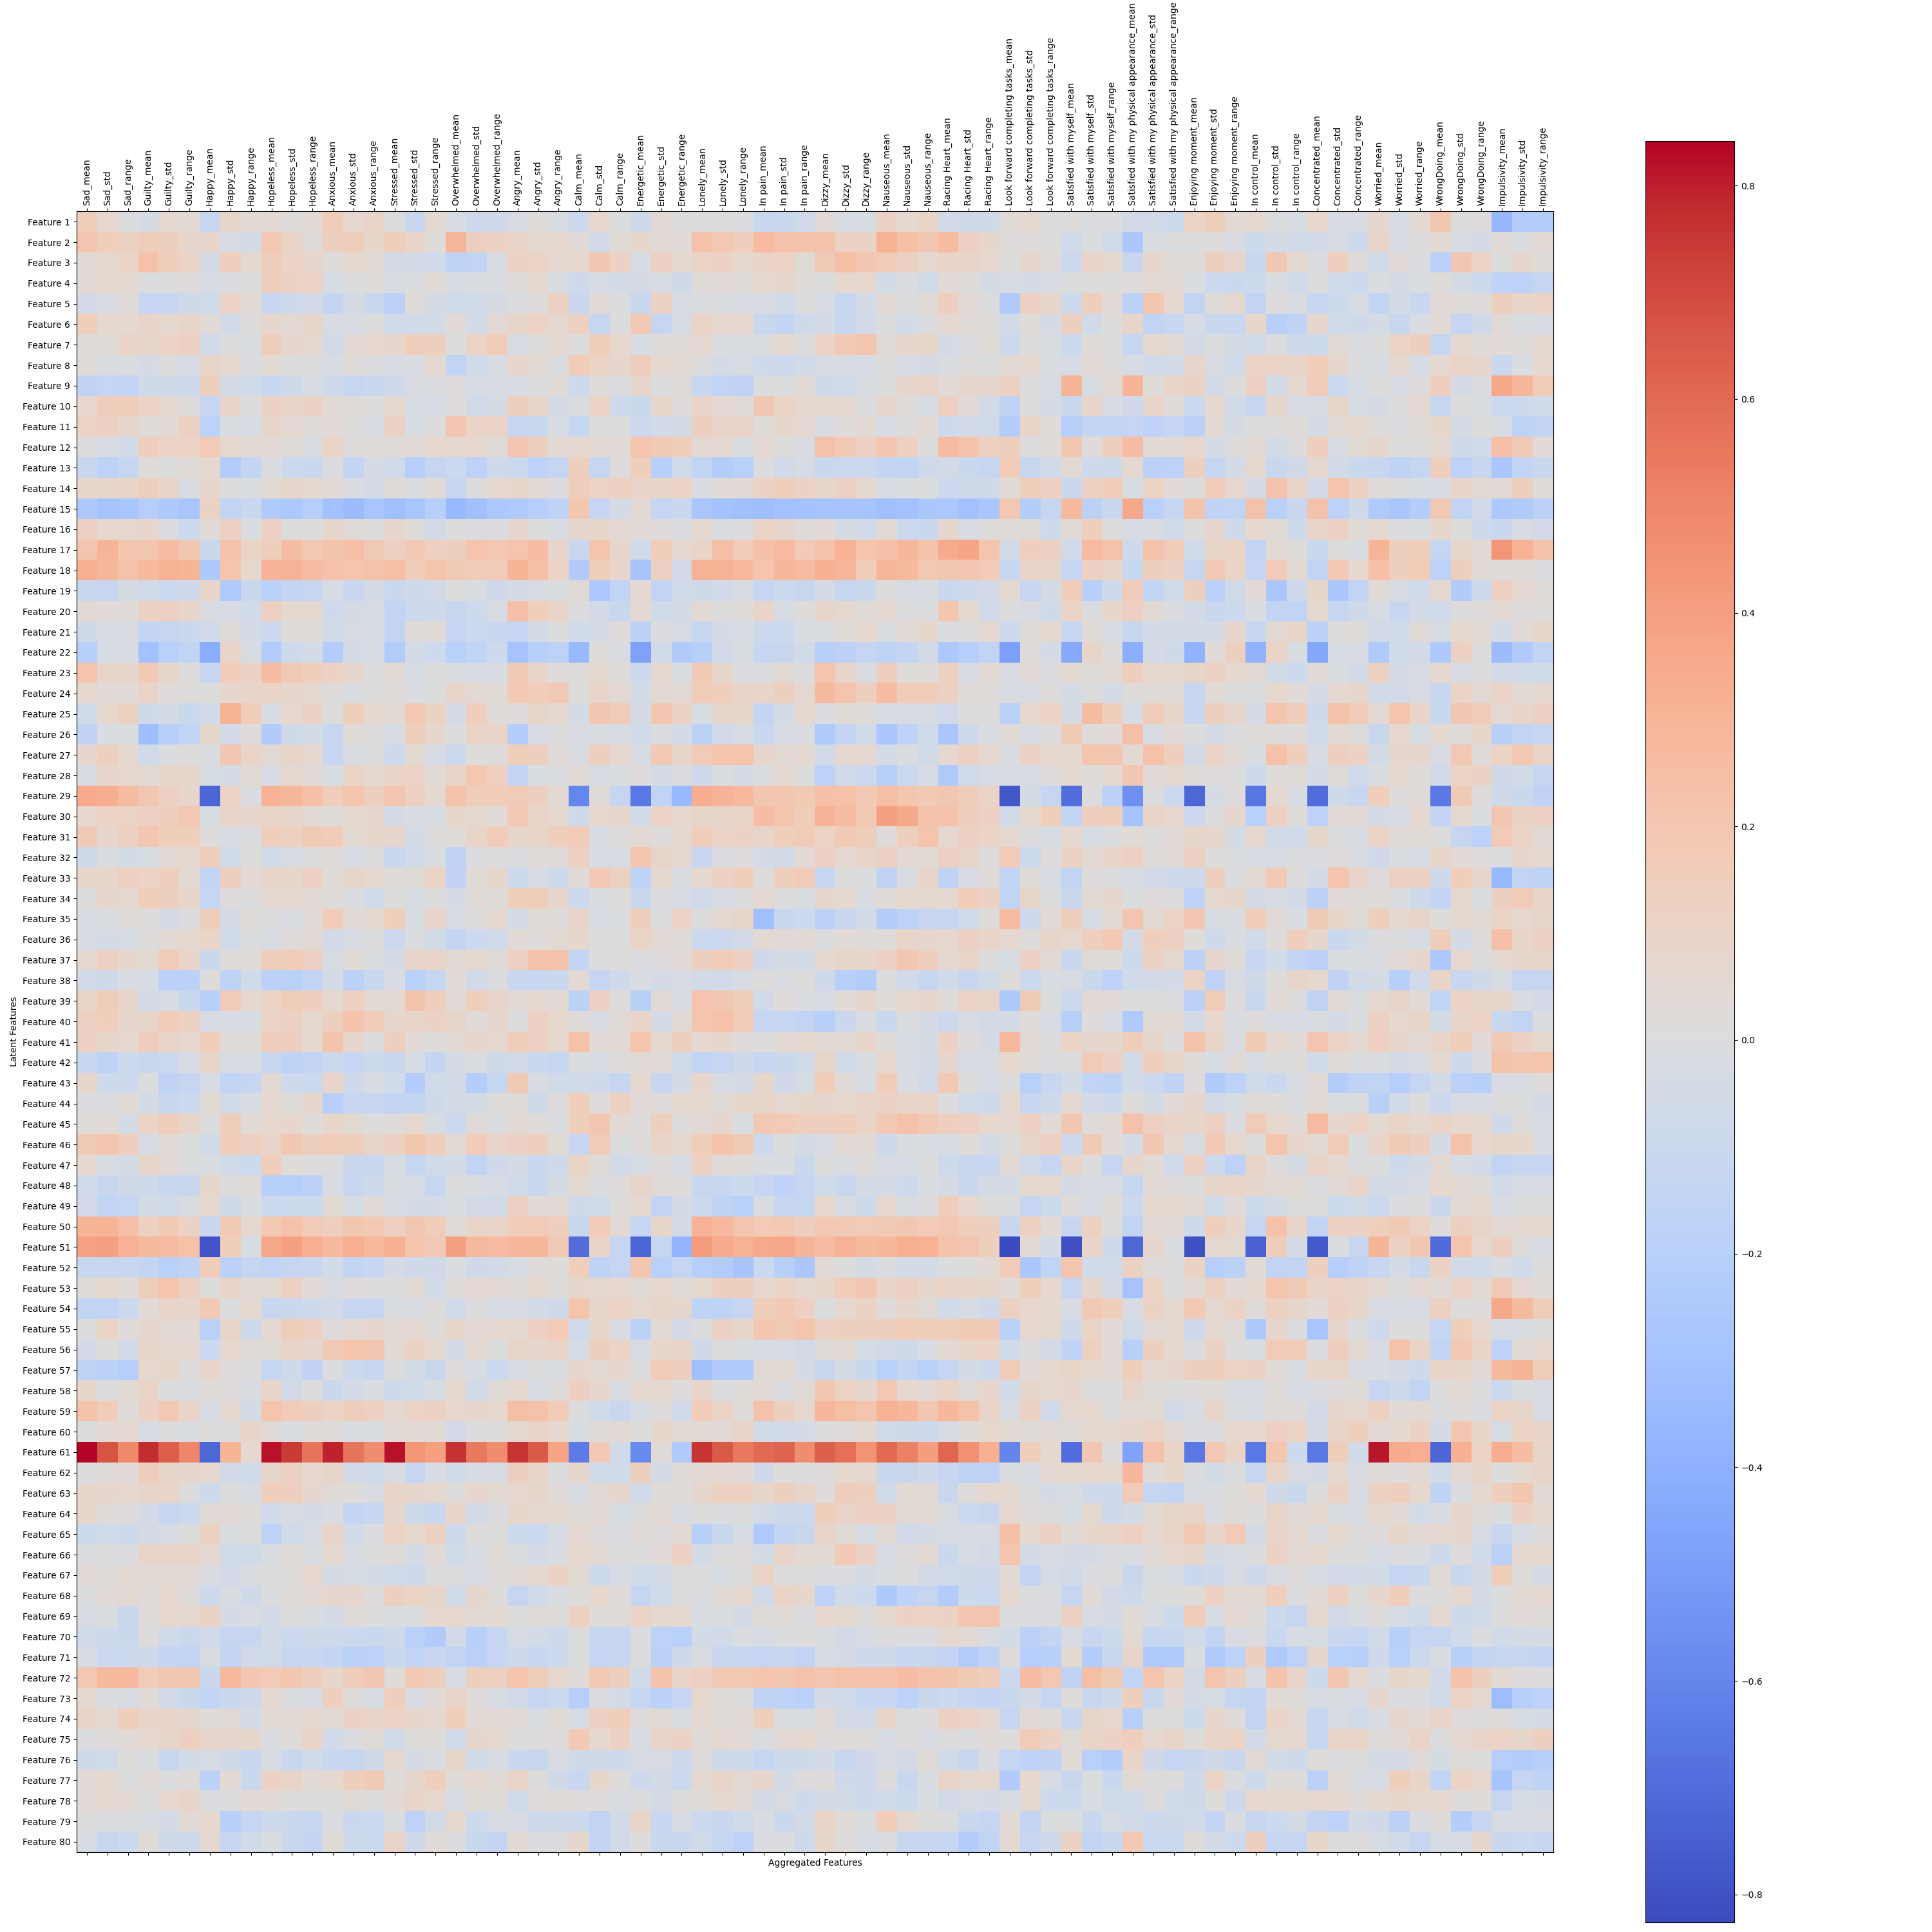 Sad_mean
Sad_std
Sad_range
Guilty_mean
Guilty_std
Guilty_range
Happy_mean
Happy_std
Happy_range
Hopeless_mean
Hopeless_std
Hopeless_range
Anxious_mean
Anxious_std
Anxious_range
Stressed_mean
Stressed_std
Stressed_range
Overwhelmed_mean
Overwhelmed_std
Overwhelmed_range
Angry_mean
Angry_std
Angry_range
Calm_mean
Calm_std
Calm_range
Energetic_mean
Energetic_std
Energetic_range
Lonely_mean
Lonely_std
Lonely_range
In pain_mean
In pain_std
In pain_range
Dizzy_mean
Dizzy_std
Dizzy_range
Nauseous_mean
Nauseous_std
Nauseous_range
Racing Heart_mean
Racing Heart_std
Racing Heart_range
Look forward completing tasks_mean
Look forward completing tasks_std
Look forward completing tasks_range
Satisfied with myself_mean
Satisfied with myself_std
Satisfied with myself_range
Satisfied with my physical appearance_mean
Satisfied with my physical appearance_std
Satisfied with my physical appearance_range
Enjoying moment_mean
Enjoying moment_std
Enjoying moment_range
In control_mean
In control_std
In control_range
Concentrated_mean
Concentrated_std
Concentrated_range
Worried_mean
Worried_std
Worried_range
WrongDoing_mean
WrongDoing_std
WrongDoing_range
Impulsivity_mean
Impulsivity_std
Impulsivity_range
Latent Features
Feature 1
Feature 2
Feature 3
Feature 4
Feature 5
Feature 6
Feature 7
Feature 8
Feature 9
Feature 10
Feature 11
Feature 12
Feature 13
Feature 14
Feature 15
Feature 16
Feature 17
Feature 18
Feature 19
Feature 20
Feature 21
Feature 22
Feature 23
Feature 24
Feature 25
Feature 26
Feature 27
Feature 28
Feature 29
Feature 30
Feature 31
Feature 32
Feature 33
Feature 34
Feature 35
Feature 36
Feature 37
Feature 38
Feature 39
Feature 40
Feature 41
Feature 42
Feature 43
Feature 44
Feature 45
Feature 46
Feature 47
Feature 48
Feature 49
Feature 50
Feature 51
Feature 52
Feature 53
Feature 54
Feature 55
Feature 56
Feature 57
Feature 58
Feature 59
Feature 60
Feature 61
Feature 62
Feature 63
Feature 64
Feature 65
Feature 66
Feature 67
Feature 68
Feature 69
Feature 70
Feature 71
Feature 72
Feature 73
Feature 74
Feature 75
Feature 76
Feature 77
Feature 78
Feature 79
Feature 80
Aggregated Features
0.8
0.6
0.4
0.2
0.0
−0.2
−0.4
−0.6
−0.8